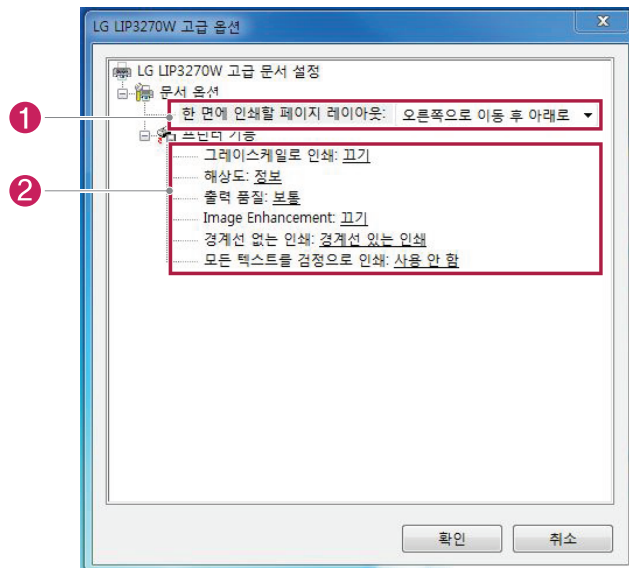 LG LIP3270W 고급 옵션
x
LG LIP3270W 고급 문서 설정
문서 옵션
1 한 면에 인쇄할 페이지 레이아웃: 오른쪽으로 이동 후 아래로
프린터 기능
2
그레이스케일로 인쇄: 끄기
해상도: 정보
출력 품질: 보통
Image Enhancement: 끄기
경계선 없는 인쇄: 경계선 있는 인쇄
모든 텍스트를 검정으로 인쇄: 사용 안 함
확인 취소